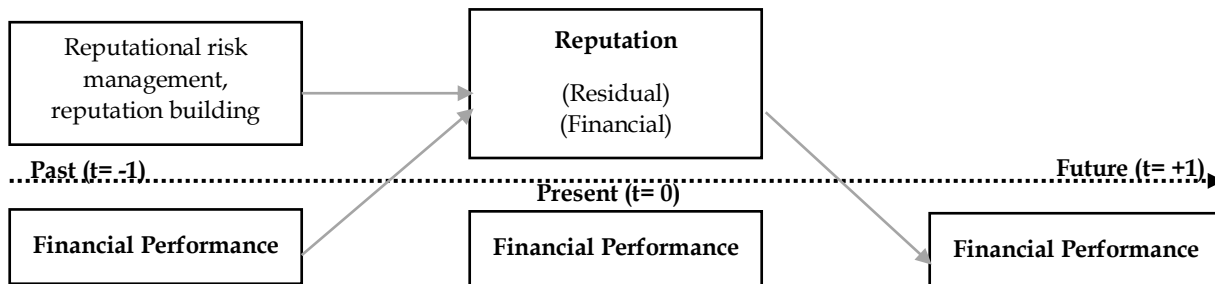 Reputational risk
management,
reputation building
Reputation
(Residual)
(Financial)
Past (t= -1)
Future (t= +1)
Present (t= 0)
Financial Performance
Financial Performance
Financial Performance